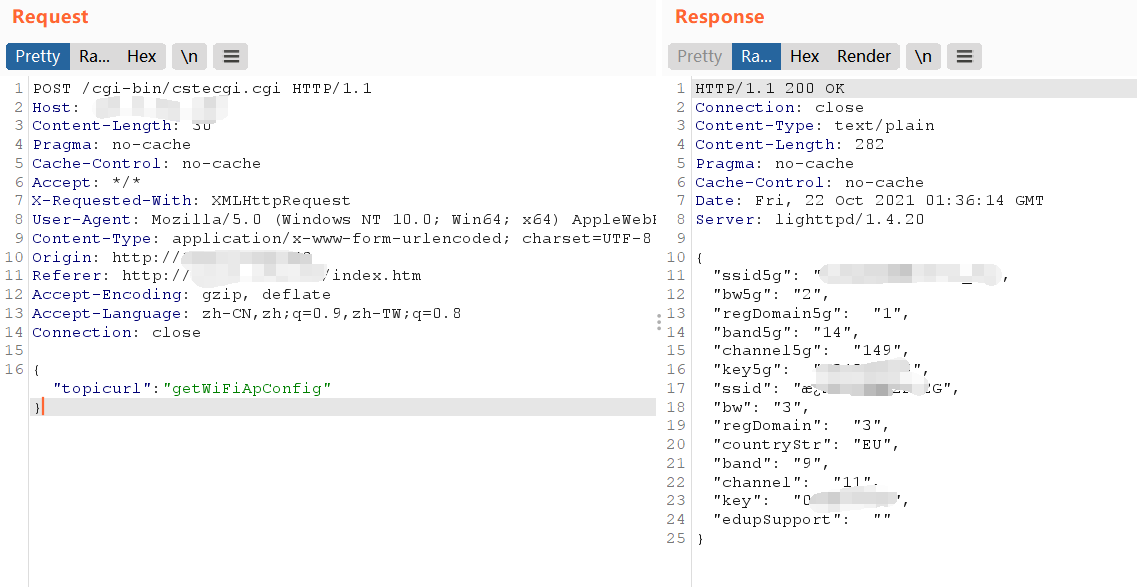 Request
Pretty Ra... Hex \n
1 POST /cgi-bin/cstecgi.cgi HTTP/1.1
2 Host:
3 Content-Length: 30
4 Pragma: no-cache
5 Cache-Control: no-cache
6 Accept: */*
7 X-Requested-With: XMLHttpRequest
8 User-Agent: Mozilla/5.0 (Windows NT 10.0; Win64; x64) AppleWebK
9 Content-Type: application/x-www-form-urlencoded; charset=UTF-8
10 Origin: http://
11 Referer: http:// /index.htm
12 Accept-Encoding: gzip, deflate
13 Accept-Language: zh-CN,zh;q=0.9,zh-TW;q=0.8
14 Connection: close
15
16 {
"topicurl":"getWiFiApConfig"
}
Response
Pretty Ra... Hex Render \n
1 HTTP/1.1 200 OK
2 Connection: close
3 Content-Type: text/plain
4 Content-Length: 282
5 Pragma: no-cache
6 Cache-Control: no-cache
7 Date: Fri, 22 Oct 2021 01:36:14 GMT
8 Server: lighttpd/1.4.20
9
10 {
11 "ssid5g": " ,
12 "bw5g": "2",
13 "regDomain5g": "1",
14 "band5g": "14",
15 "channel5g": "149",
16 "key5g": " ",
17 "ssid": " CG",
18 "bw": "3",
19 "regDomain": "3",
20 "countryStr": "EU",
21 "band": "9",
22 "channel": "11",
23 "key": "0 ",
24 "edupSupport": ""
25 }